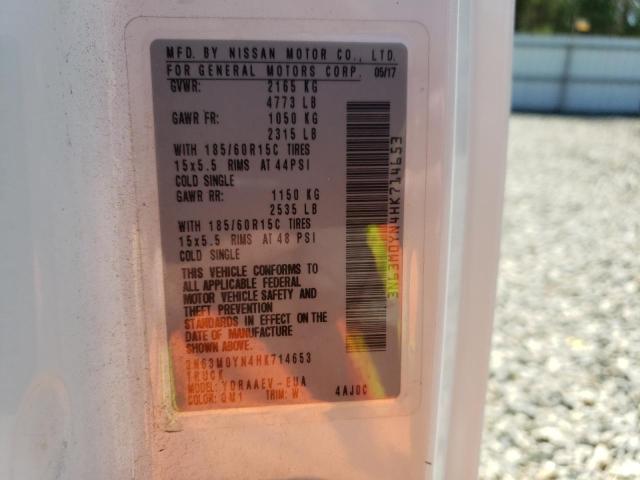 MFD. BY NISSAN MOTOR CO., LTD.
FOR GENERAL MOTORS CORP. 05/17
GVWR: 2165 KG
4773 LB
GAWR FR: 1050 KG
2315 LB
WITH 185/60R15C TIRES
15x5.5 RIMS AT 44PSI
COLD SINGLE
GAWR RR: 1150 KG
2535 LB
WITH 185/60R15C TIRES
15x5.5 RIMS AT 48 PSI
COLD SINGLE
THIS VEHICLE CONFORMS TO
ALL APPLICABLE FEDERAL
MOTOR VEHICLE SAFETY AND
THEFT PREVENTION
STANDARDS IN EFFECT ON THE
DATE OF MANUFACTURE
SHOWN ABOVE.
3N63M0YN4HK714653
TRUCK
MODEL: YDRAAEV-EUA
COLOR: QM1 TRIM: W 4AJ0C
3N63M0YN4HK714653